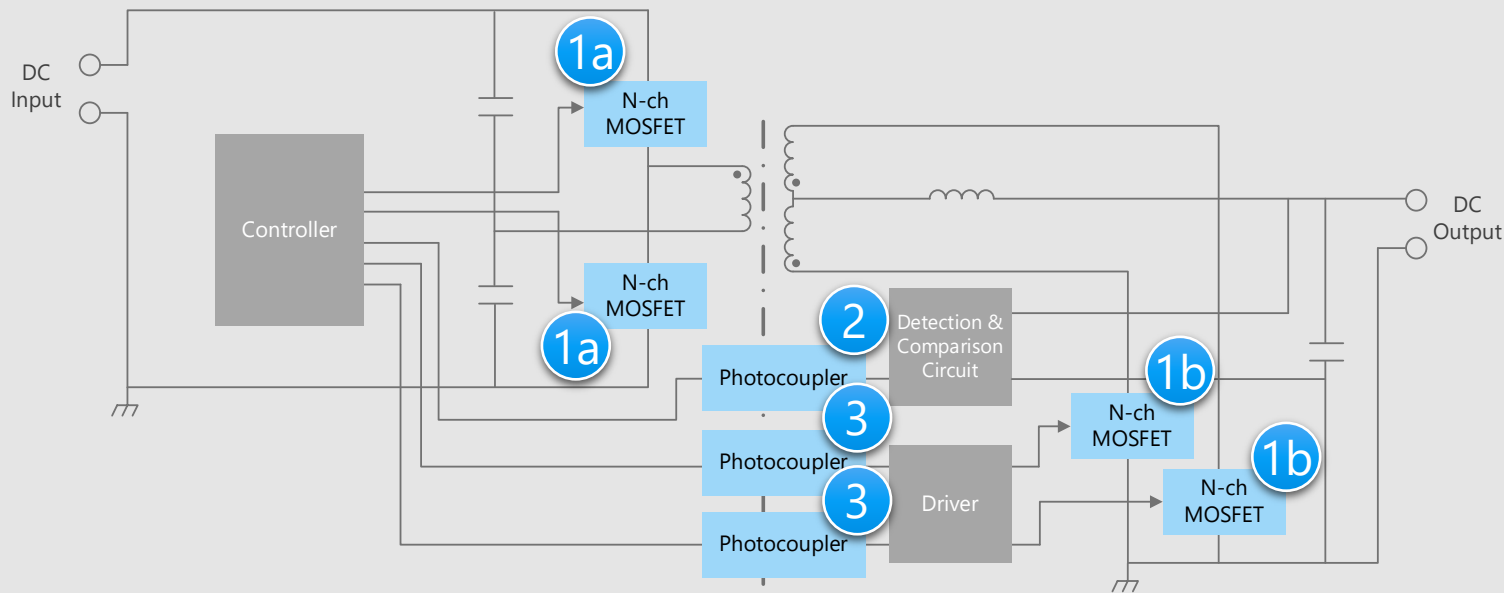 1a
DC
Input
N-ch
MOSFET
Controller
DC
Output
N-ch
MOSFET
1a
2
Detection &
Comparison
Circuit
Photocoupler
1b
N-ch
MOSFET
3
Photocoupler
1b
N-ch
MOSFET
3
Driver
Photocoupler